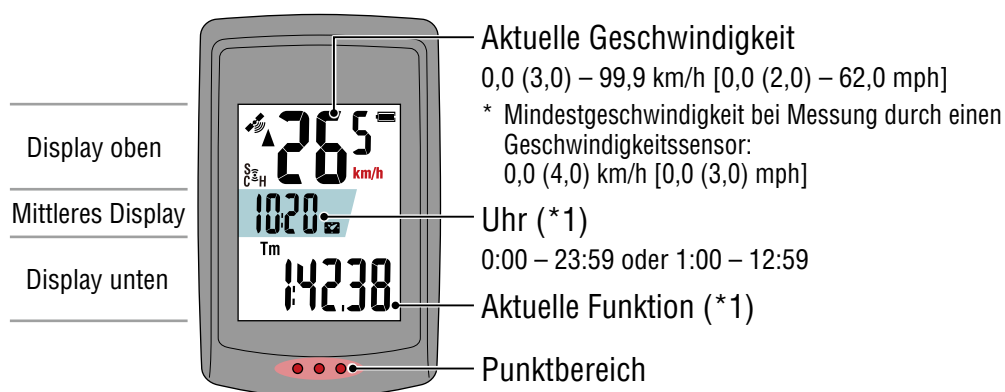 Aktuelle Geschwindigkeit
0,0 (3,0) – 99,9 km/h [0,0 (2,0) – 62,0 mph]
* Mindestgeschwindigkeit bei Messung durch einen
Geschwindigkeitssensor:
0,0 (4,0) km/h [0,0 (3,0) mph]
Display oben
26 5
S
C H
km/h
Mittleres Display
10:20
Uhr (*1)
0:00 – 23:59 oder 1:00 – 12:59
Display unten
Tm
1:42.38.
Aktuelle Funktion (*1)
Punktbereich